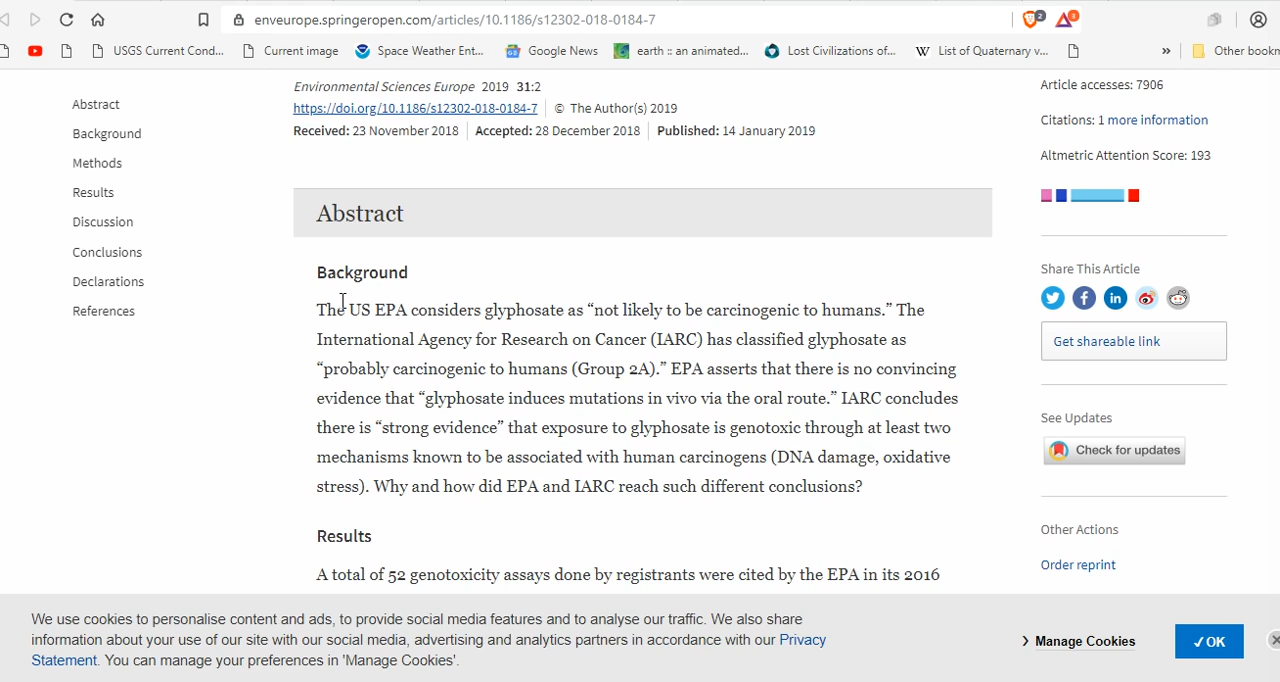 enveurope.springeropen.com/articles/10.1186/s12302-018-0184-7
2
USGS Current Cond...
Current image
Space Weather Ent...
Google News
earth :: an animated...
Lost Civilizations of...
W List of Quaternary v...
»
Other bookm
Environmental Sciences Europe 2019 31:2
https://doi.org/10.1186/s12302-018-0184-7 © The Author(s) 2019
Received: 23 November 2018 Accepted: 28 December 2018 Published: 14 January 2019
Abstract
Background
Methods
Results
Discussion
Conclusions
Declarations
References
Abstract
Background
The US EPA considers glyphosate as “not likely to be carcinogenic to humans.” The
International Agency for Research on Cancer (IARC) has classified glyphosate as
“probably carcinogenic to humans (Group 2A).” EPA asserts that there is no convincing
evidence that “glyphosate induces mutations in vivo via the oral route.” IARC concludes
there is “strong evidence” that exposure to glyphosate is genotoxic through at least two
mechanisms known to be associated with human carcinogens (DNA damage, oxidative
stress). Why and how did EPA and IARC reach such different conclusions?
Results
A total of 52 genotoxicity assays done by registrants were cited by the EPA in its 2016
Article accesses: 7906
Citations: 1 more information
Altmetric Attention Score: 193
Share This Article
Get shareable link
See Updates
Check for updates
Other Actions
Order reprint
We use cookies to personalise content and ads, to provide social media features and to analyse our traffic. We also share
information about your use of our site with our social media, advertising and analytics partners in accordance with our Privacy
Statement. You can manage your preferences in 'Manage Cookies'.
Manage Cookies
✓OK